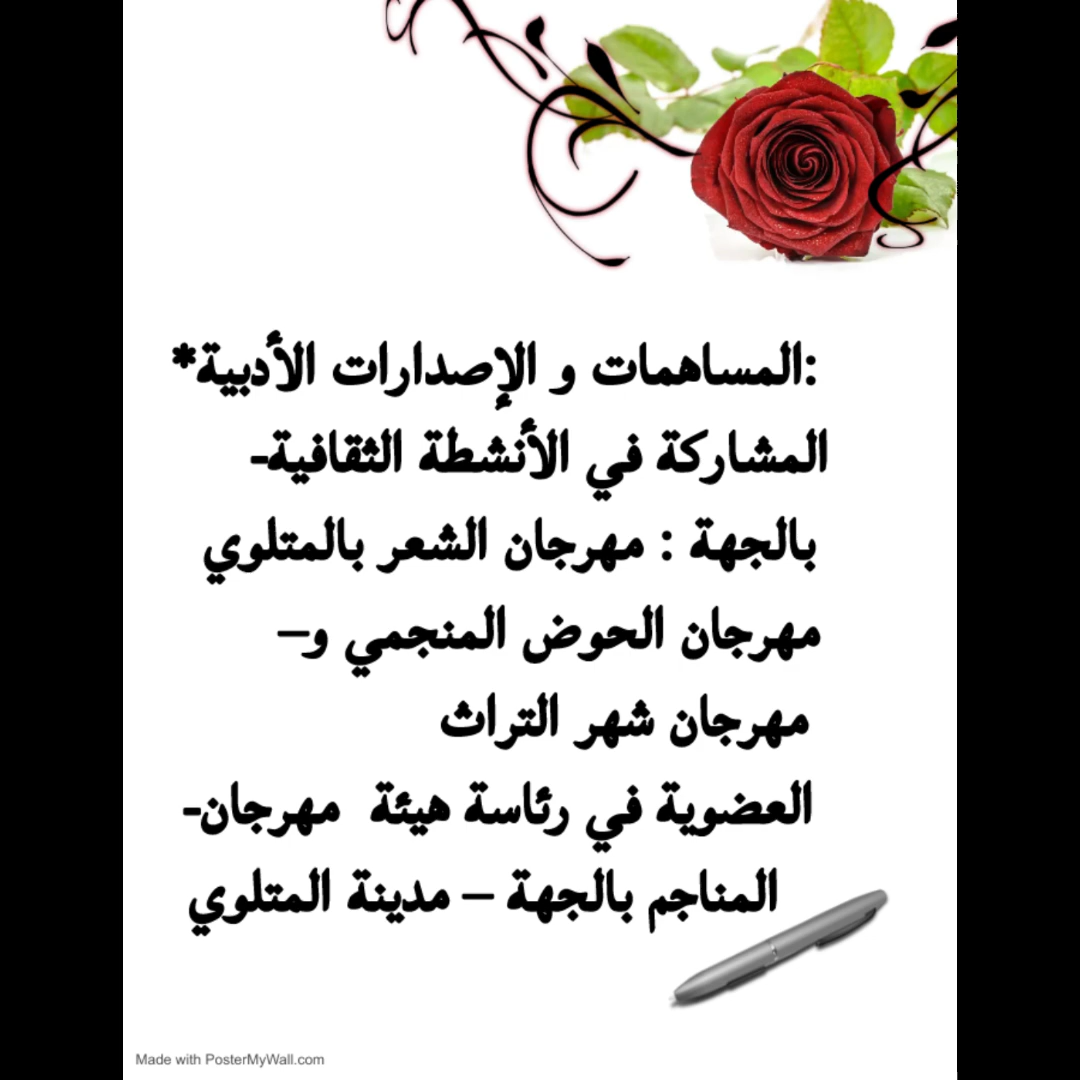 *المساهمات و الإصدارات الأدبية:
-المشاركة في الأنشطة الثقافية
بالجهة : مهرجان الشعر بالمتلوي
مهرجان الحوض المنجمي و–
مهرجان شهر التراث
-العضوية في رئاسة هيئة مهرجان
المناجم بالجهة – مدينة المتلوي
Made with PosterMyWall.com